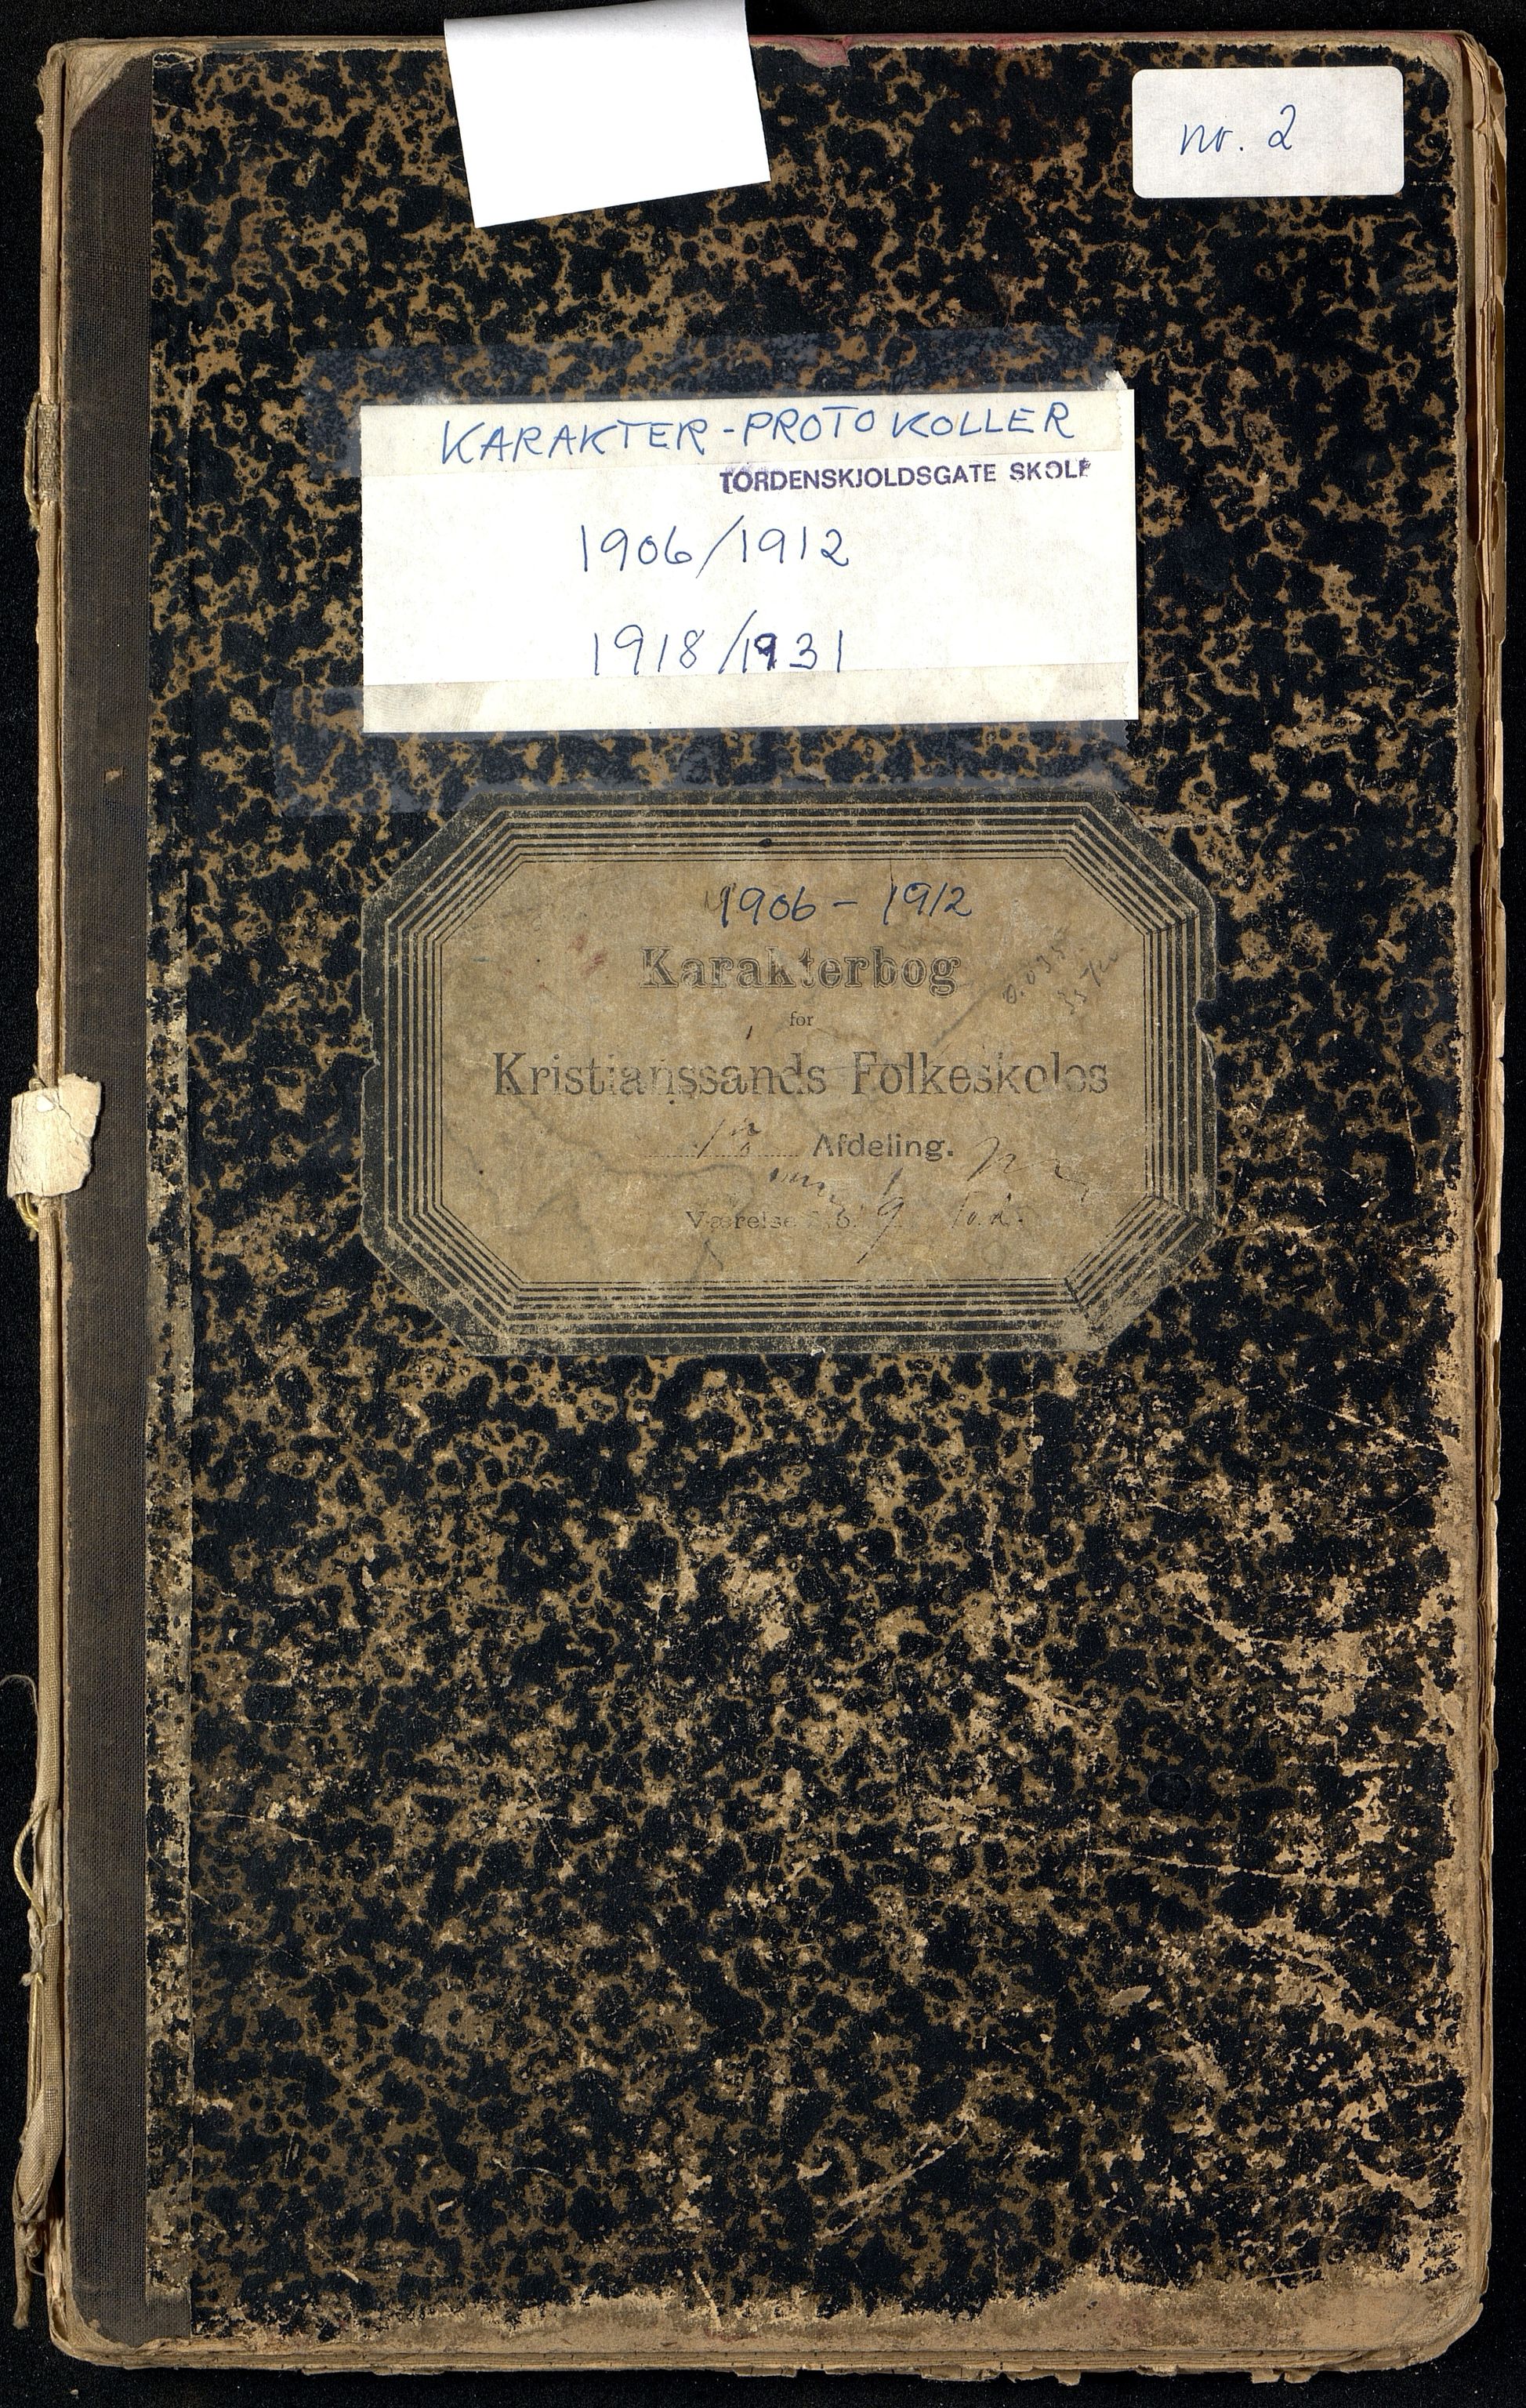 nr. 2
KARAKTER-PROTOKOLLER
TORDENSKJOLDSGATE SKOLE
1906/1912
1918/1931
1906 - 1912
Karakterbog
for
Kristianssands Folkeskoles
Afdeling.
Værelse